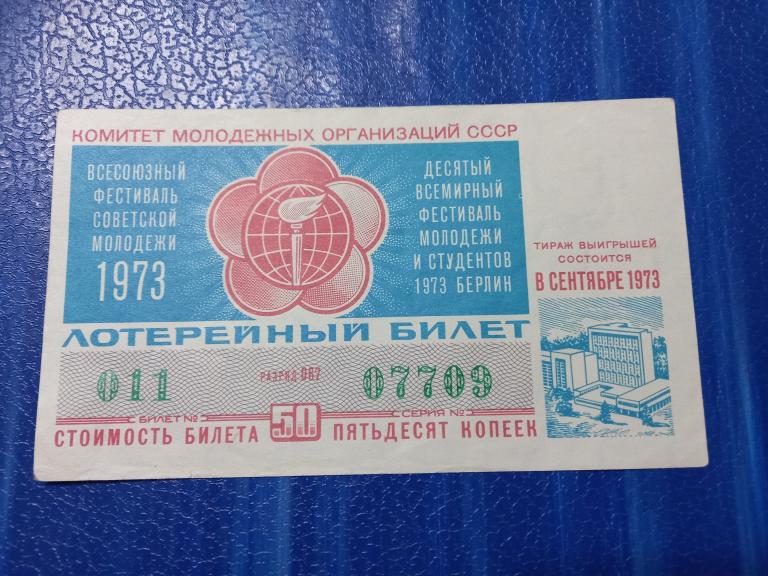 КОМИТЕТ МОЛОДЕЖНЫХ ОРГАНИЗАЦИЙ СССР
ВСЕСОЮЗНЫЙ
ФЕСТИВАЛЬ
СОВЕТСКОЙ
МОЛОДЕЖИ
1973
ДЕСЯТЫЙ
ВСЕМИРНЫЙ
ФЕСТИВАЛЬ
МОЛОДЕЖИ
И СТУДЕНТОВ
1973 БЕРЛИН
ТИРАЖ ВЫИГРЫШЕЙ
СОСТОИТСЯ
В СЕНТЯБРЕ 1973
ЛОТЕРЕЙНЫЙ БИЛЕТ
011 РАЗРЯД 087 07709
БИЛЕТ № СЕРИЯ №
СТОИМОСТЬ БИЛЕТА 50 ПЯТЬДЕСЯТ КОПЕЕК